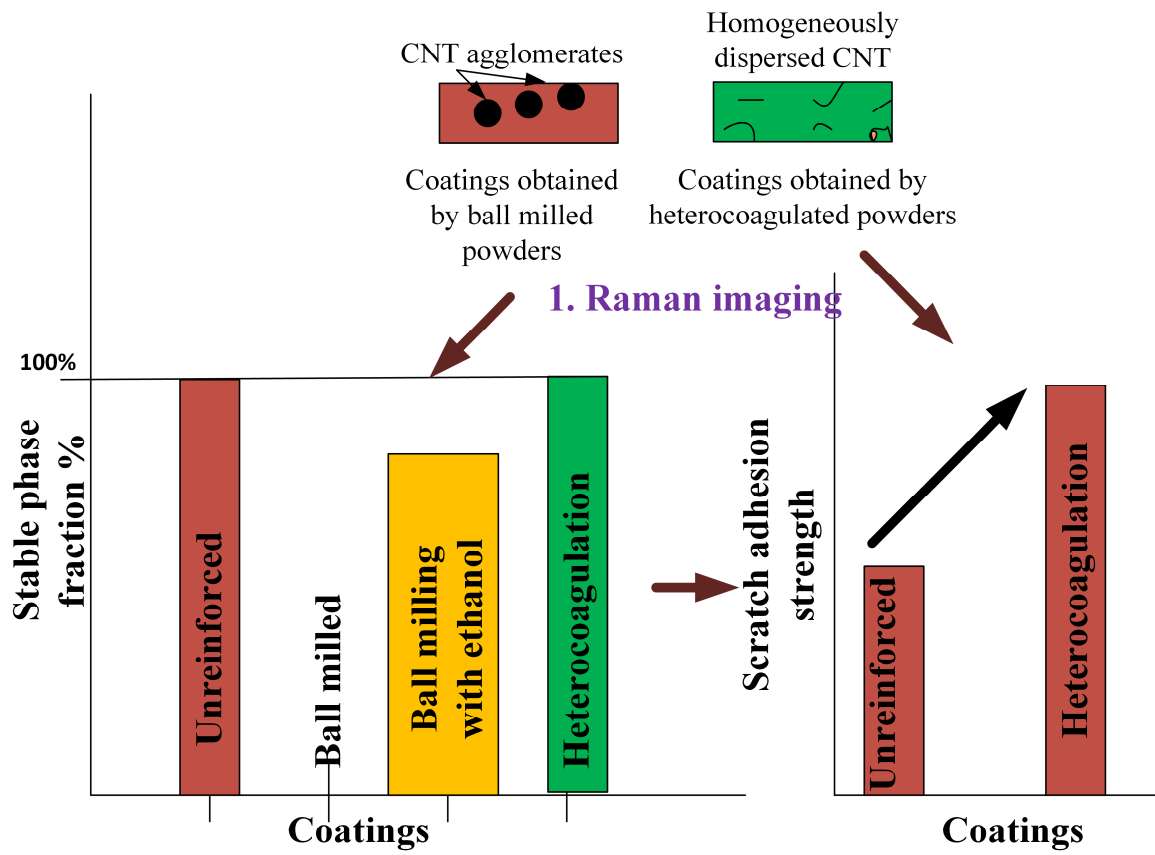 CNT agglomerates
Homogeneously
dispersed CNT
Coatings obtained
by ball milled
powders
Coatings obtained by
heterocoagulated powders
1. Raman imaging
100%
Stable phase
fraction %
Unreinforced
Ball milled
Ball milling
with ethanol
Heterocoagulation
Coatings
Scratch adhesion
strength
Unreinforced
Heterocoagulation
Coatings